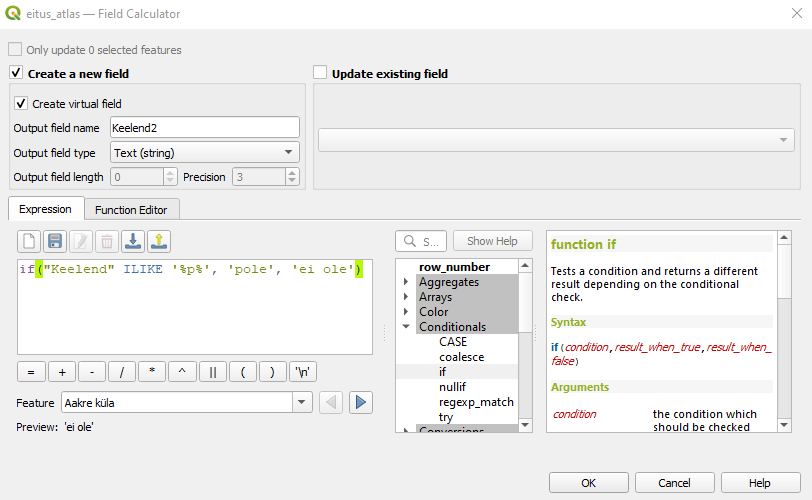 eitus_atlas — Field Calculator
Only update 0 selected features
Create a new field
Update existing field
Create virtual field
Output field name Keelend2
Output field type Text (string)
Output field length 0 Precision 3
Expression Function Editor
S... Show Help
if("Keelend" ILIKE '%p%', 'pole', 'ei ole')
row_number
Aggregates
Arrays
Color
Conditionals
CASE
coalesce
if
nullif
regexp_match
try
Conversions
function if
Tests a condition and returns a different
result depending on the conditional
check.
Syntax
if(condition,result_when_true,result_when_
false)
Arguments
condition the condition which
should be checked
= + - / * ^ || ( ) '\n'
Feature Aakre küla
Preview: 'ei ole'
OK Cancel Help